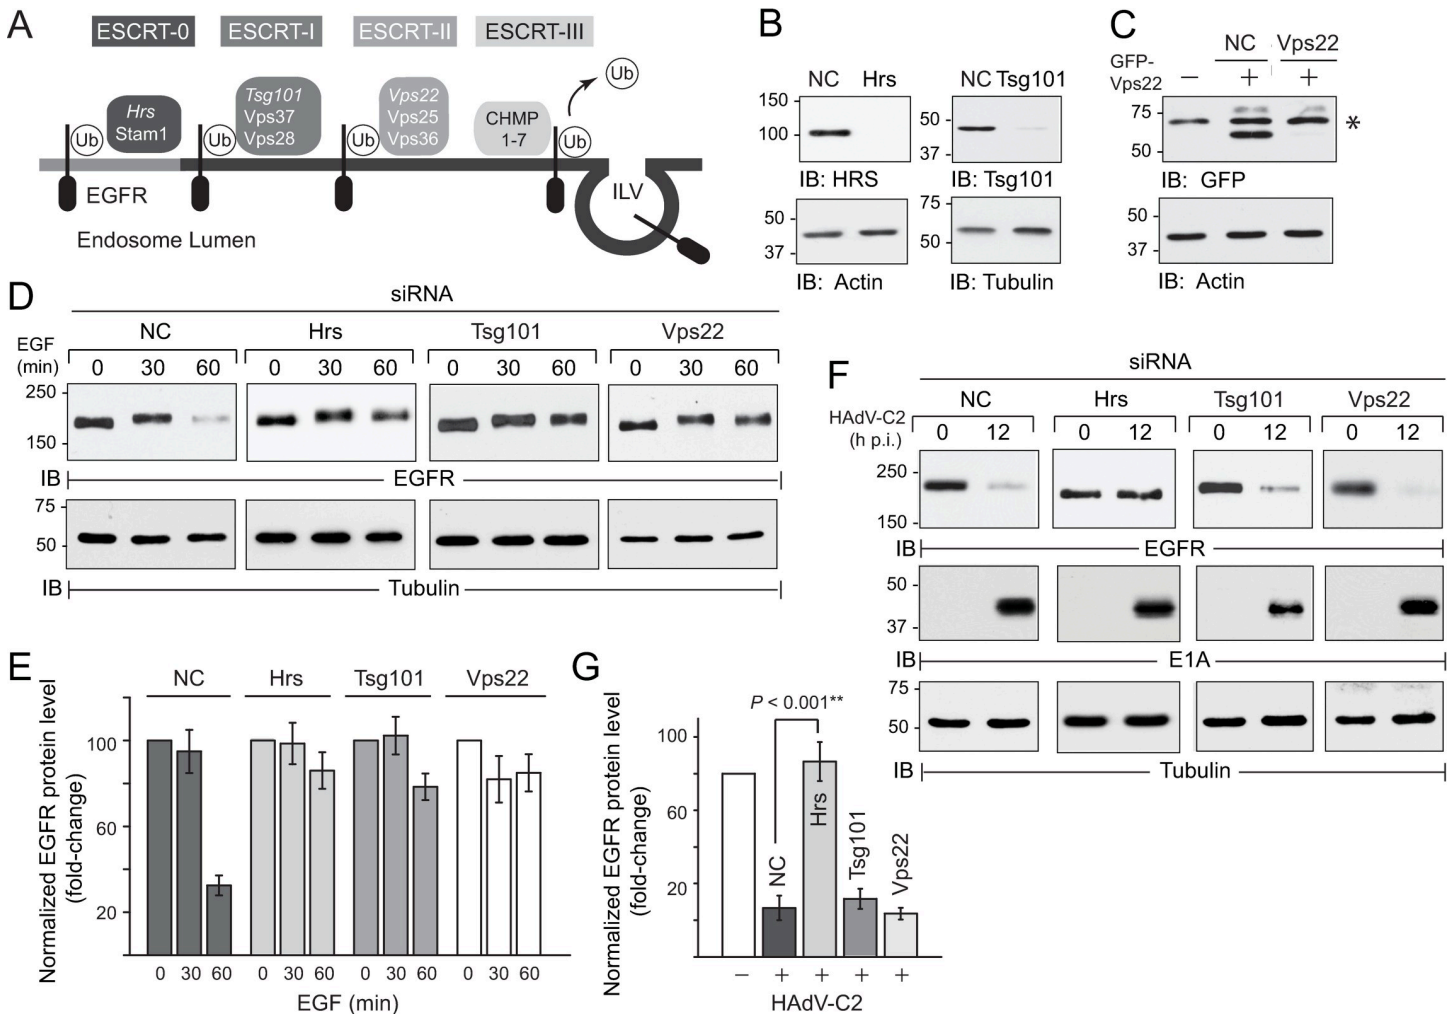 A
ESCRT-0 ESCRT-I ESCRT-II ESCRT-III
Ub
Hrs
Stam1
Ub
Tsg101
Vps37
Vps28
Ub
Vps22
Vps25
Vps36
Ub
CHMP
1-7
Ub
Ub
EGFR
ILV
Endosome Lumen
B
NC Hrs
150
100
IB: HRS
50
37
IB: Actin
NC Tsg101
50
37
IB: Tsg101
75
50
IB: Tubulin
C
NC Vps22
GFP-
Vps22 – + +
75
50
*
IB: GFP
50
37
IB: Actin
D
siRNA
NC Hrs Tsg101 Vps22
EGF
(min)
0 30 60 0 30 60 0 30 60 0 30 60
250
150
IB EGFR
75
50
IB Tubulin
E
Normalized EGFR protein level
(fold-change)
NC Hrs Tsg101 Vps22
100
60
20
0 30 60 0 30 60 0 30 60 0 30 60
EGF (min)
F
siRNA
NC Hrs Tsg101 Vps22
HAdV-C2
(h p.i.)
0 12 0 12 0 12 0 12
250
150
IB EGFR
50
37
IB E1A
75
50
IB Tubulin
G
Normalized EGFR protein level
(fold-change)
P < 0.001**
100
60
20
NC
Hrs
Tsg101
Vps22
– + + + +
HAdV-C2